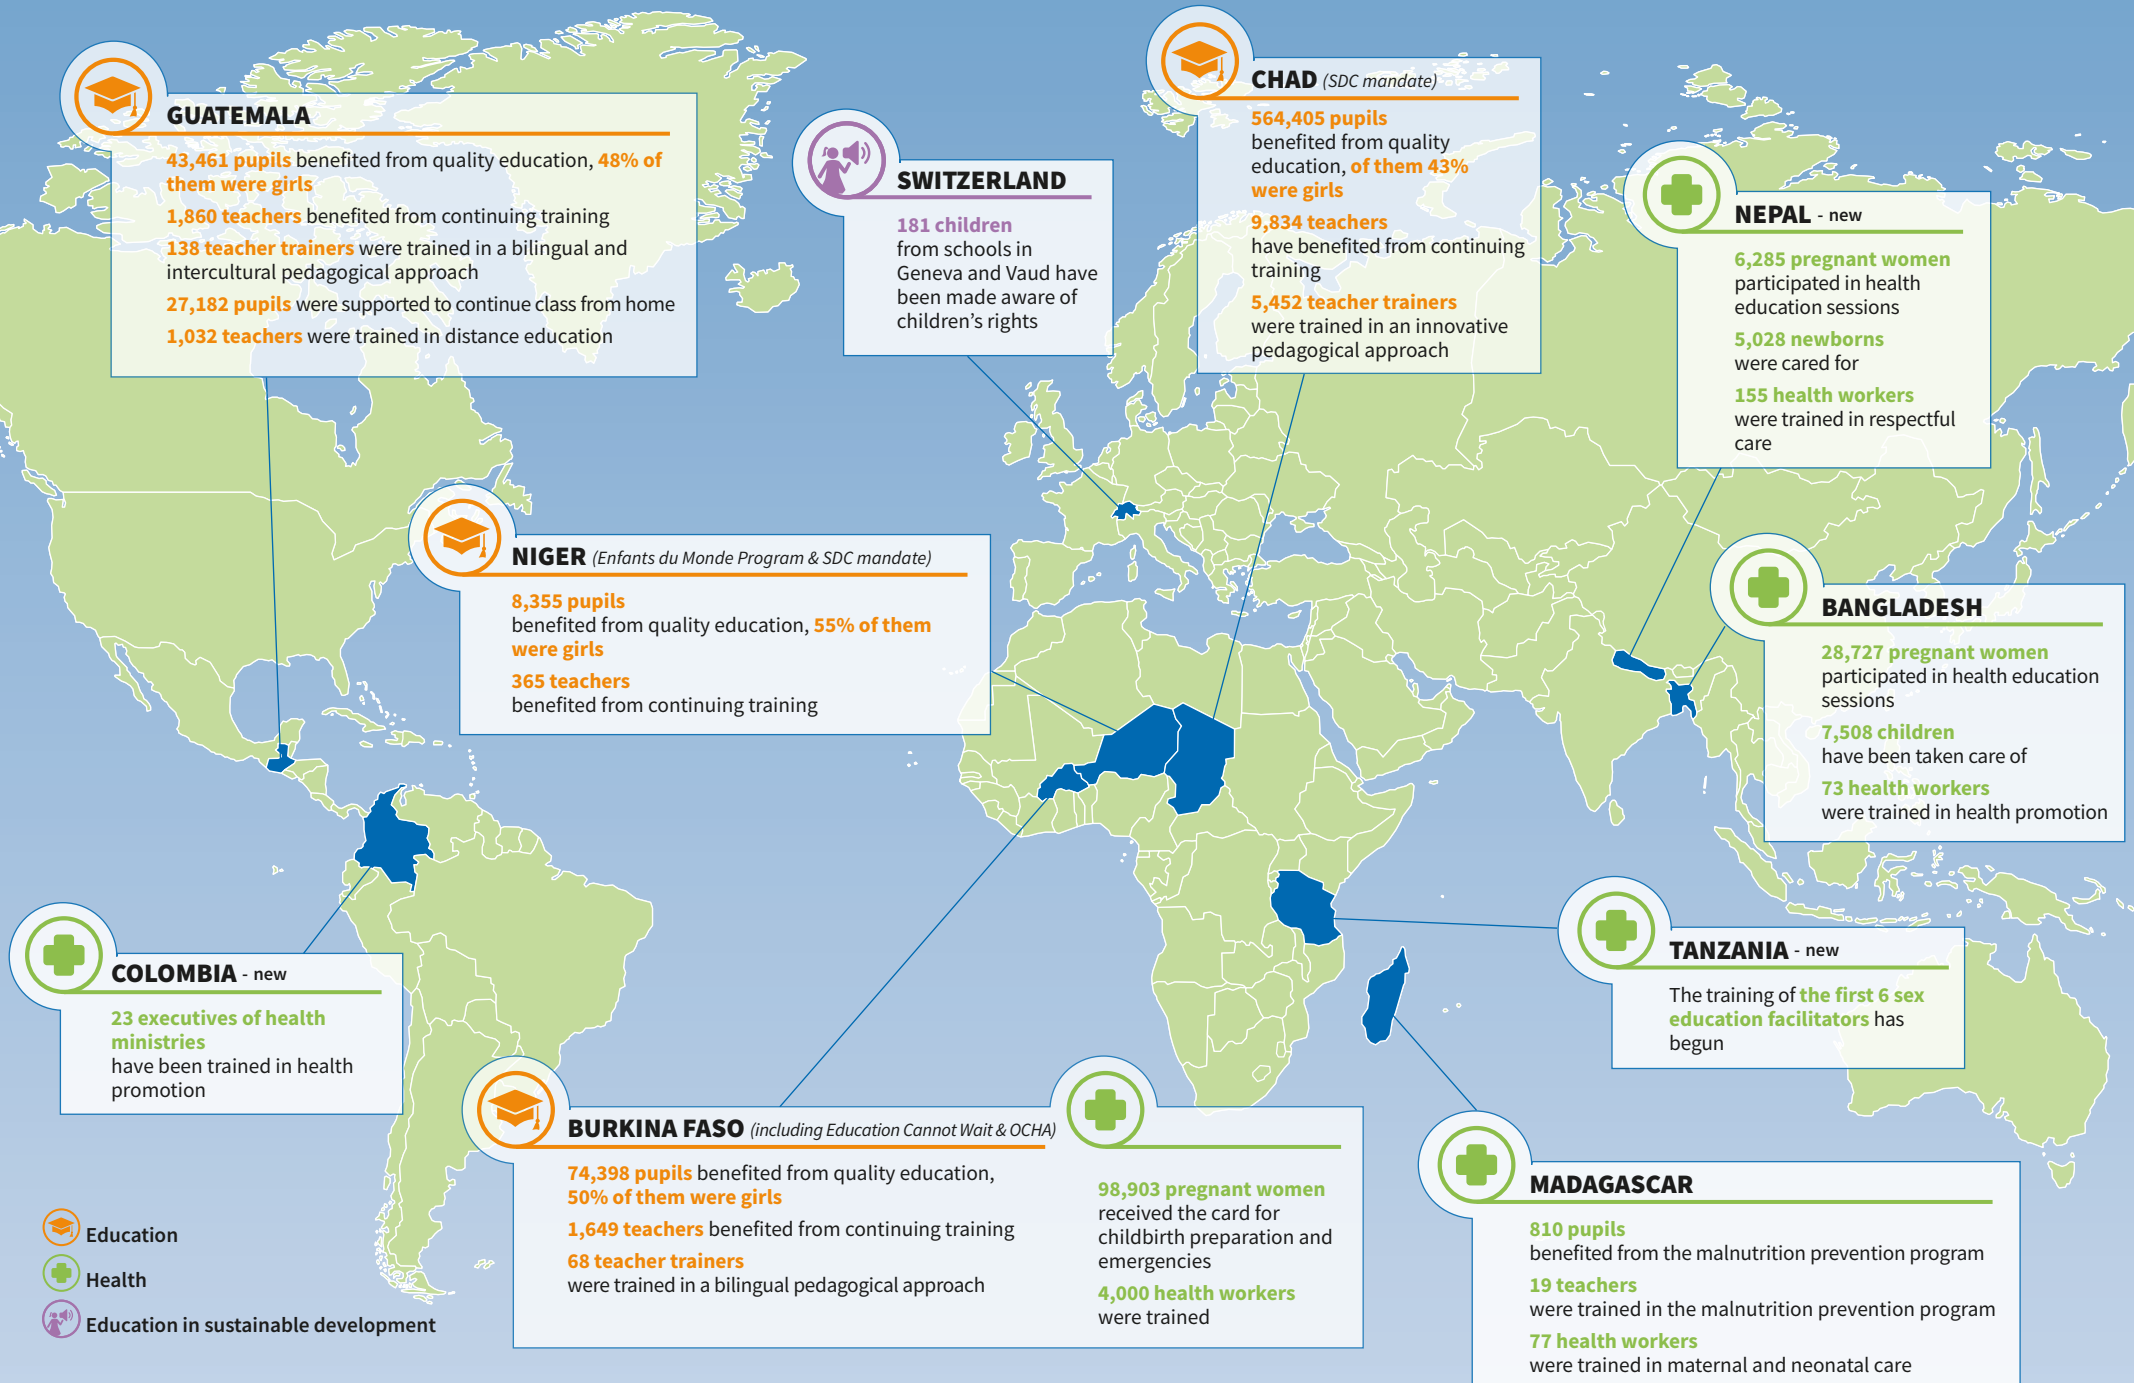 GUATEMALA
43,461 pupils benefited from quality education, 48% of
them were girls
1,860 teachers benefited from continuing training
138 teacher trainers were trained in a bilingual and
intercultural pedagogical approach
27,182 pupils were supported to continue class from home
1,032 teachers were trained in distance education
SWITZERLAND
181 children
from schools in
Geneva and Vaud have
been made aware of
children's rights
CHAD (SDC mandate)
564,405 pupils
benefited from quality
education, of them 43%
were girls
9,834 teachers
have benefited from continuing
training
5,452 teacher trainers
were trained in an innovative
pedagogical approach
NEPAL - new
6,285 pregnant women
participated in health
education sessions
5,028 newborns
were cared for
155 health workers
were trained in respectful
care
NIGER (Enfants du Monde Program & SDC mandate)
8,355 pupils
benefited from quality education, 55% of them
were girls
365 teachers
benefited from continuing training
BANGLADESH
28,727 pregnant women
participated in health education
sessions
7,508 children
have been taken care of
73 health workers
were trained in health promotion
COLOMBIA - new
23 executives of health
ministries
have been trained in health
promotion
TANZANIA - new
The training of the first 6 sex
education facilitators has
begun
BURKINA FASO (including Education Cannot Wait & OCHA)
74,398 pupils benefited from quality education,
50% of them were girls
1,649 teachers benefited from continuing training
68 teacher trainers
were trained in a bilingual pedagogical approach
98,903 pregnant women
received the card for
childbirth preparation and
emergencies
4,000 health workers
were trained
MADAGASCAR
810 pupils
benefited from the malnutrition prevention program
19 teachers
were trained in the malnutrition prevention program
77 health workers
were trained in maternal and neonatal care
Education
Health
Education in sustainable development